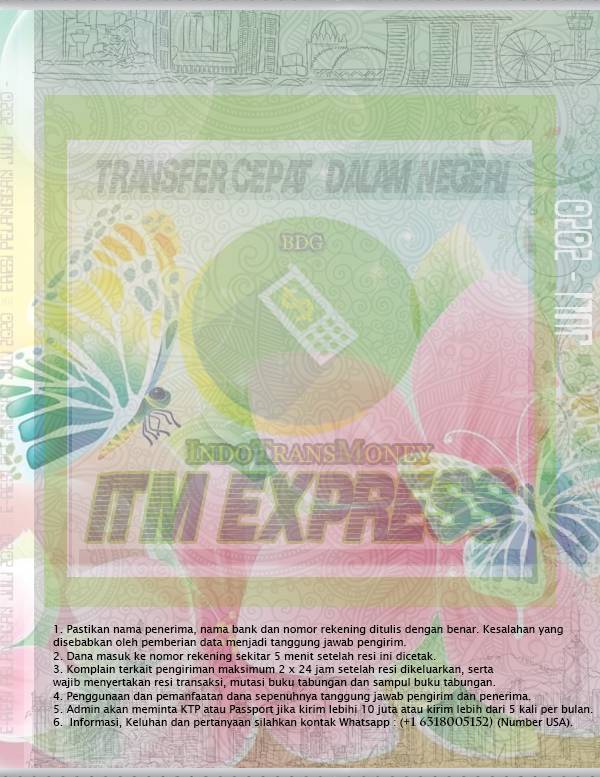 TRANSFER CEPAT DALAM NEGERI
BDG
JUNI - 2020
INDOTRANSMONEY
ITM EXPRESS
1. Pastikan nama penerima, nama bank dan nomor rekening ditulis dengan benar. Kesalahan yang
disebabkan oleh pemberian data menjadi tanggung jawab pengirim.
2. Dana masuk ke nomor rekening sekitar 5 menit setelah resi ini dicetak.
3. Komplain terkait pengiriman maksimum 2 x 24 jam setelah resi dikeluarkan, serta
wajib menyertakan resi transaksi, mutasi buku tabungan dan sampul buku tabungan.
4. Penggunaan dan pemanfaatan dana sepenuhnya tanggung jawab pengirim dan penerima.
5. Admin akan meminta KTP atau Passport jika kirim lebihi 10 juta atau kirim lebih dari 5 kali per bulan.
6. Informasi, Keluhan dan pertanyaan silahkan kontak Whatsapp : (+1 6318005152) (Number USA).